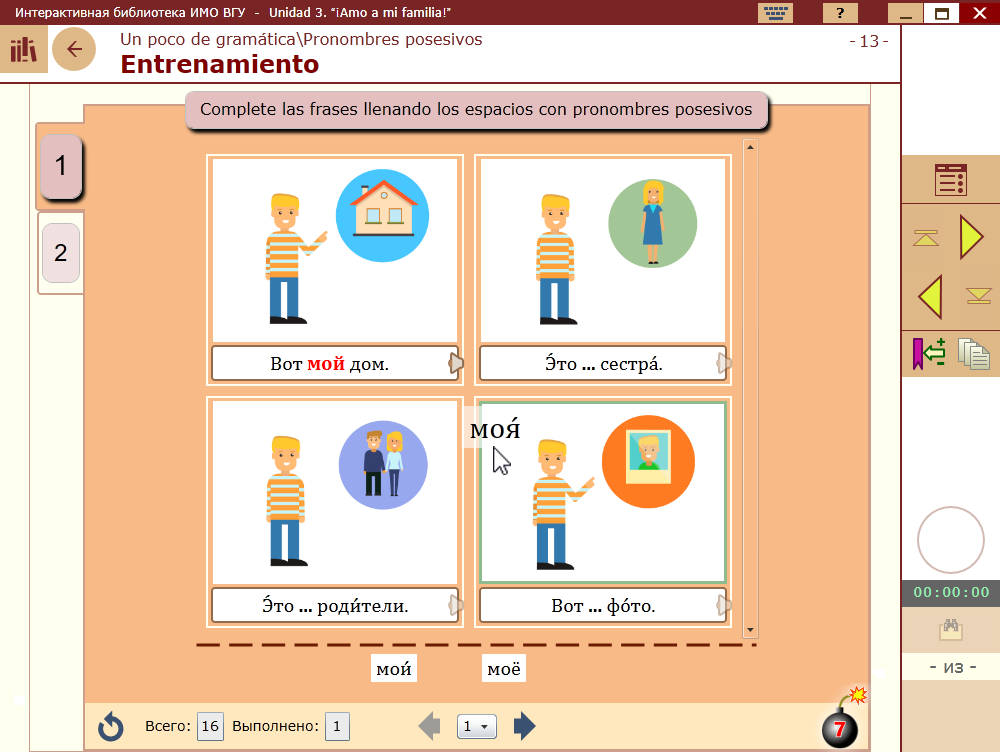 Интерактивная библиотека ИМО ВГУ - Unidad 3. “¡Amo a mi familia!”
?
Un poco de gramática\Pronombres posesivos
Entrenamiento
- 13 -
Complete las frases llenando los espacios con pronombres posesivos
1
2
Вот мой дом.
Э́то ... сестра́.
моя́
Э́то ... роди́тели.
Вот ... фо́то.
мои́
моё
00:00:00
- из -
Всего: 16 Выполнено: 1
1
7